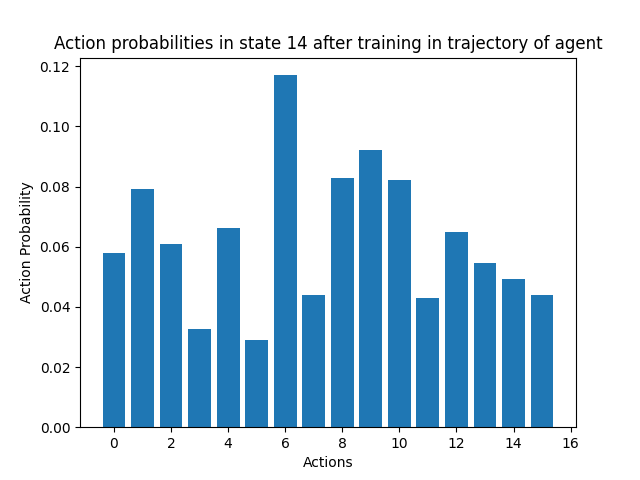 Action probabilities in state 14 after training in trajectory of agent
0.12
0.10
0.08
0.06
0.04
0.02
0.00
Action Probability
0 2 4 6 8 10 12 14 16
Actions